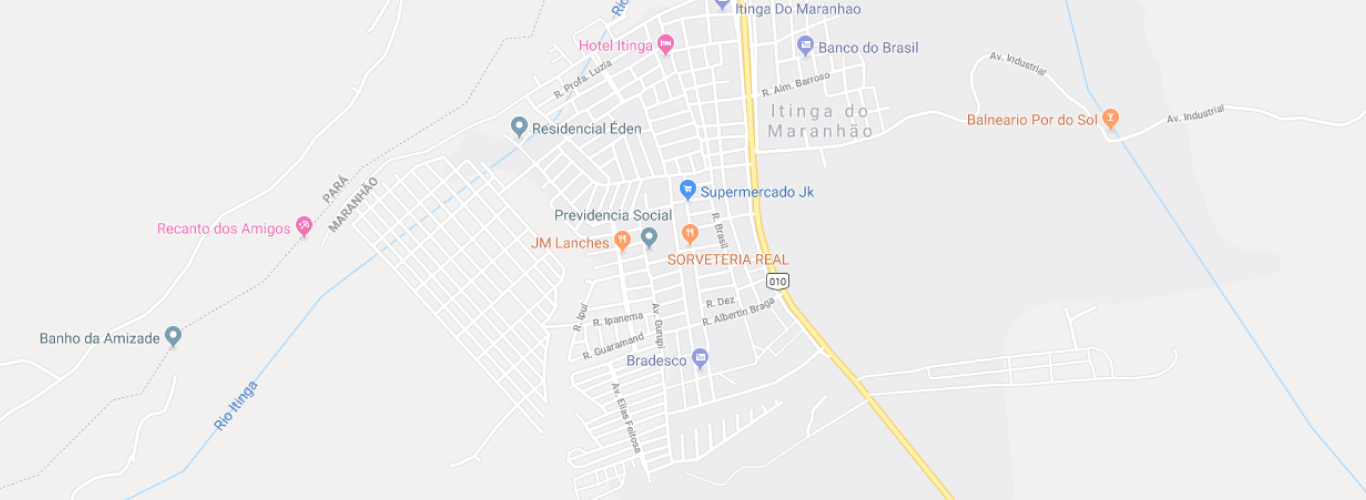 Rio
Itinga Do Maranhao
Hotel Itinga
Banco do Brasil
Av. Industrial
R. Profa. Luzia
R. Alm. Barroso
Itinga do
Maranhão
Balneario Por do Sol
Av. Industrial
Residencial Éden
PARÁ
MARANHÃO
Supermercado Jk
Previdencia Social
R. Brasil
Recanto dos Amigos
JM Lanches
SORVETERIA REAL
010
R. Dez
R. Albertin Braga
R. Ipuí
R. Ipanema
Av. Gurupi
Banho da Amizade
R. Guaramand
Bradesco
Rio Itinga
Av. Elias Feitosa